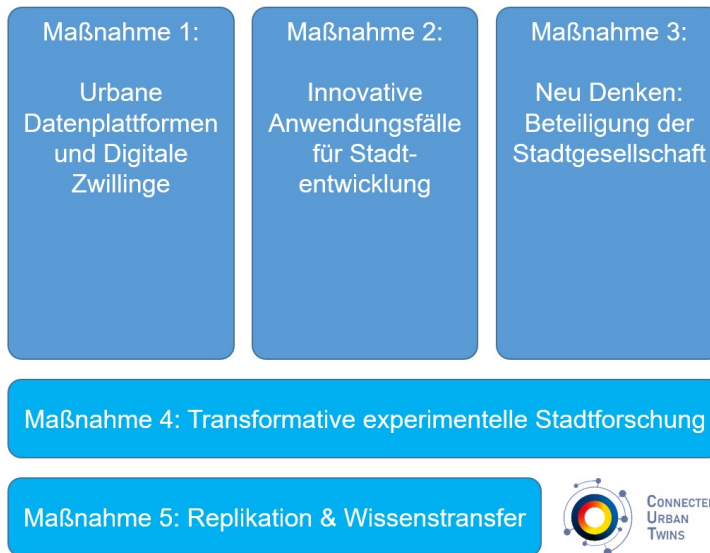 Maßnahme 1:
Urbane
Datenplattformen
und Digitale
Zwillinge
Maßnahme 2:
Innovative
Anwendungsfälle
für Stadt-
entwicklung
Maßnahme 3:
Neu Denken:
Beteiligung der
Stadtgesellschaft
Maßnahme 4: Transformative experimentelle Stadtforschung
Maßnahme 5: Replikation & Wissenstransfer
CONNECTED
URBAN
TWINS